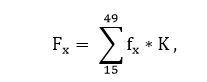 Fₓ = ∑₁₅⁴⁹ fₓ * K ,